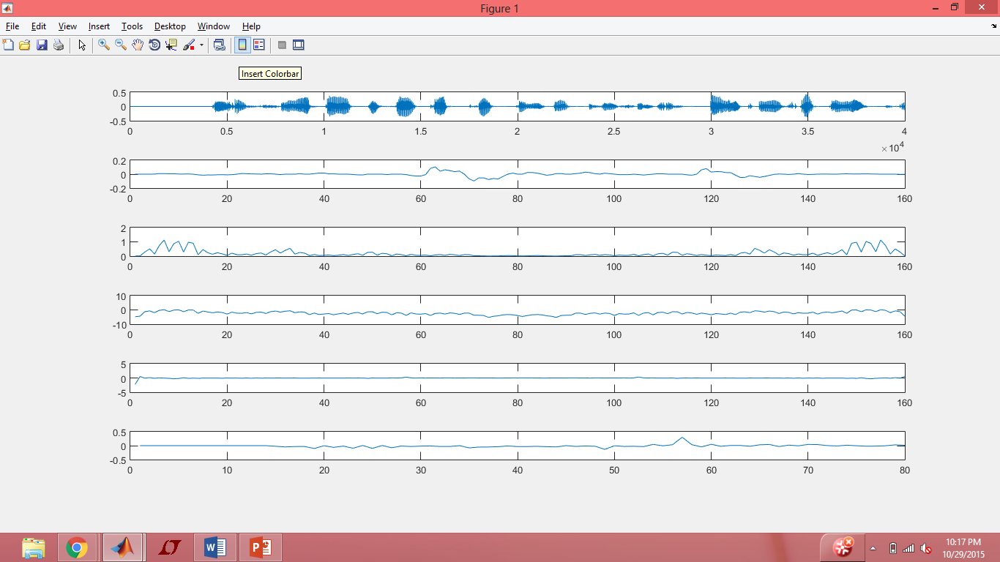 Figure 1
File Edit View Insert Tools Desktop Window Help
Insert Colorbar
0.5
0
-0.5
0 0.5 1 1.5 2 2.5 3 3.5 4
×10^4
0.2
0
-0.2
0 20 40 60 80 100 120 140 160
2
1
0
0 20 40 60 80 100 120 140 160
10
0
-10
0 20 40 60 80 100 120 140 160
5
0
-5
0 20 40 60 80 100 120 140 160
0.5
0
-0.5
0 10 20 30 40 50 60 70 80
10:17 PM
10/29/2015